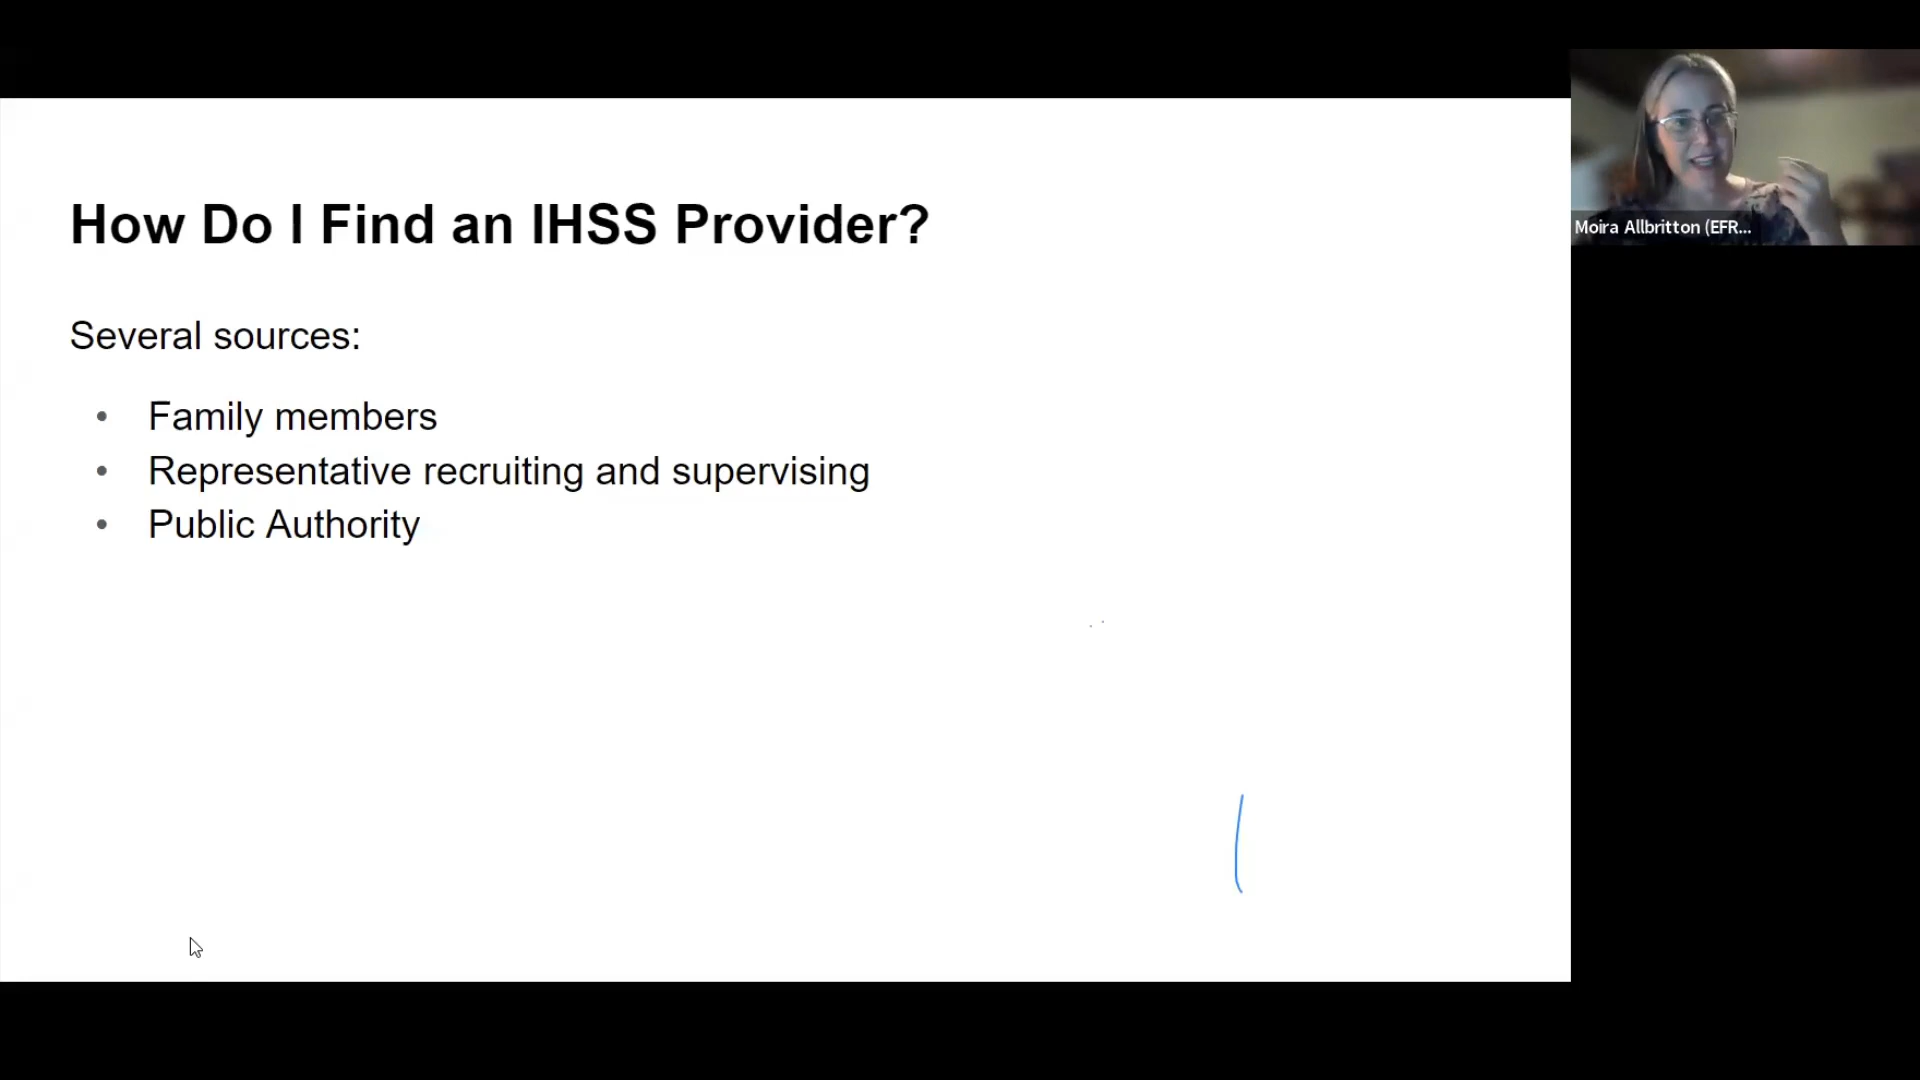 How Do I Find an IHSS Provider?
Several sources:
• Family members
• Representative recruiting and supervising
• Public Authority
Moira Allbritton (EFR...